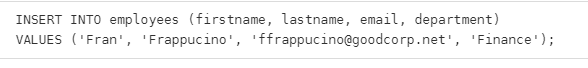 INSERT INTO employees (firstname, lastname, email, department)
VALUES ('Fran', 'Frappucino', 'ffrappucino@goodcorp.net', 'Finance');